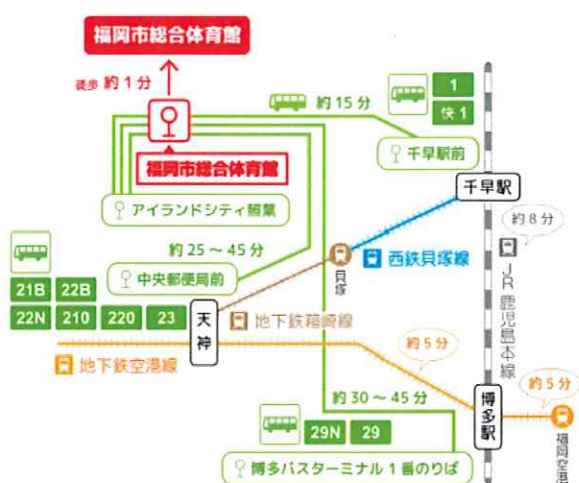 福岡市総合体育館
徒歩 約1分
約15分
1
快1
福岡市総合体育館
千早駅前
千早駅
アイランドシティ照葉
約8分
約25～45分
中央郵便局前
西鉄貝塚線
貝塚
JR鹿児島本線
21B 22B
22N 210 220 23
天神
地下鉄箱崎線
地下鉄空港線
約5分
約30～45分
博多駅
約5分
29N 29
福岡空港
博多バスターミナル1番のりば